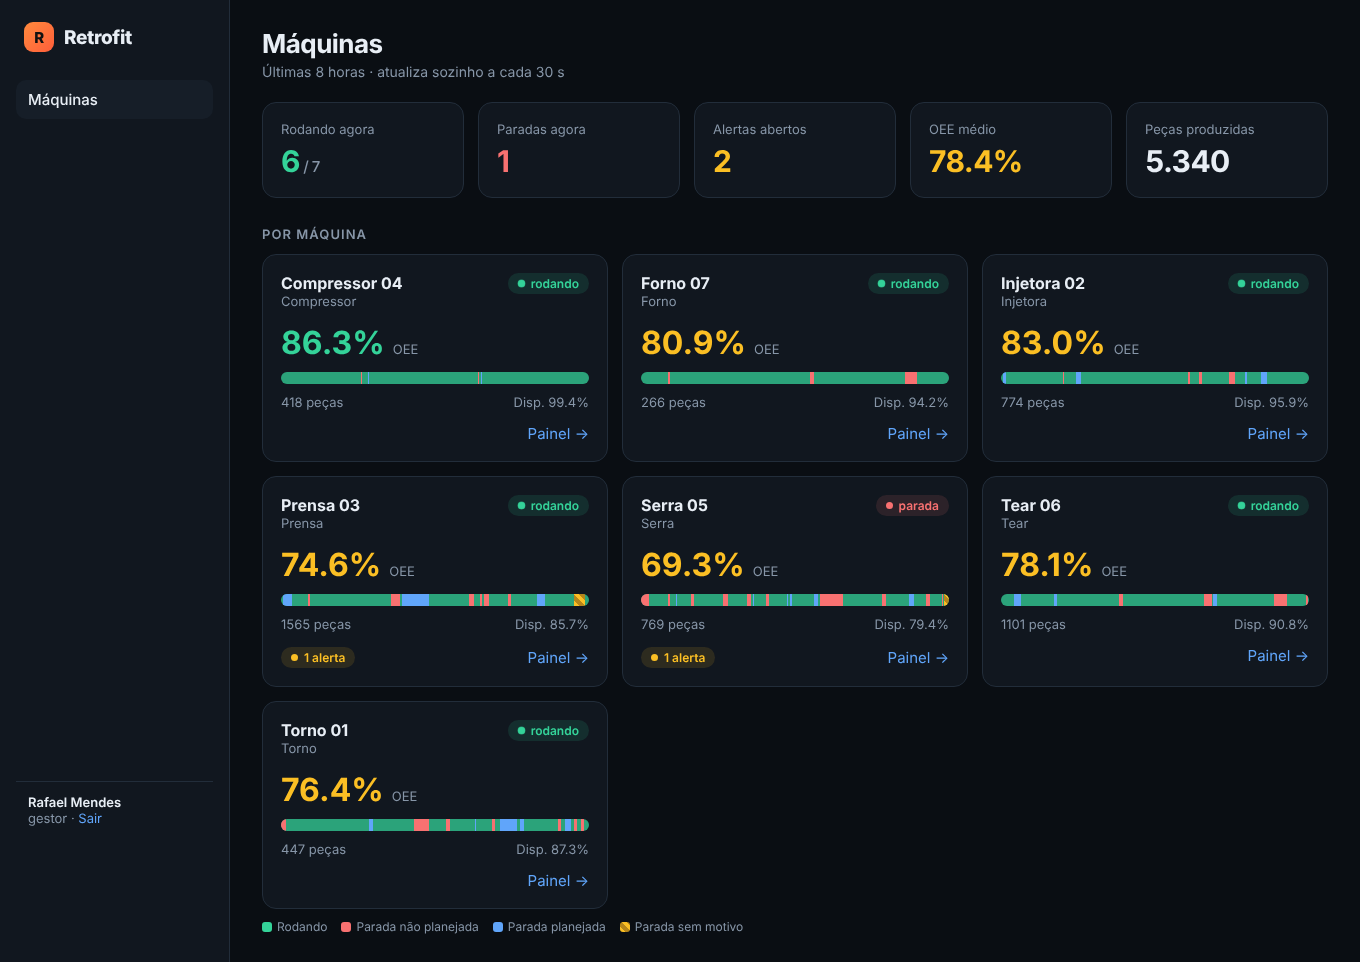 R Retrofit
Máquinas
Rafael Mendes
gestor · Sair
Máquinas
Últimas 8 horas · atualiza sozinho a cada 30 s
Rodando agora
6 / 7
Paradas agora
1
Alertas abertos
2
OEE médio
78.4%
Peças produzidas
5.340
POR MÁQUINA
Compressor 04
rodando
Compressor
86.3% OEE
418 peças
Disp. 99.4%
Painel →
Forno 07
rodando
Forno
80.9% OEE
266 peças
Disp. 94.2%
Painel →
Injetora 02
rodando
Injetora
83.0% OEE
774 peças
Disp. 95.9%
Painel →
Prensa 03
rodando
Prensa
74.6% OEE
1565 peças
Disp. 85.7%
1 alerta
Painel →
Serra 05
parada
Serra
69.3% OEE
769 peças
Disp. 79.4%
1 alerta
Painel →
Tear 06
rodando
Tear
78.1% OEE
1101 peças
Disp. 90.8%
Painel →
Torno 01
rodando
Torno
76.4% OEE
447 peças
Disp. 87.3%
Painel →
Rodando Parada não planejada Parada planejada Parada sem motivo